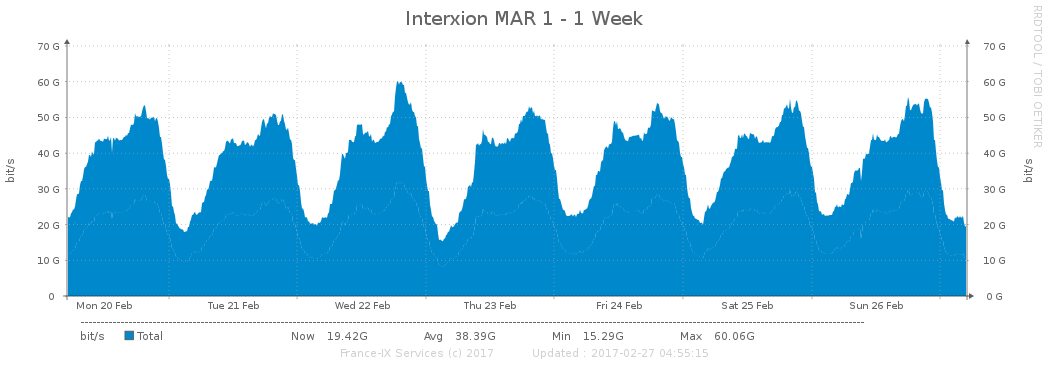 Interxion MAR 1 - 1 Week
RRDTOOL / TOBI OETIKER
70 G 70 G
60 G 60 G
50 G 50 G
40 G 40 G
bit/s bit/s
30 G 30 G
20 G 20 G
10 G 10 G
0 0 G
Mon 20 Feb Tue 21 Feb Wed 22 Feb Thu 23 Feb Fri 24 Feb Sat 25 Feb Sun 26 Feb
bit/s Total Now 19.42G Avg 38.39G Min 15.29G Max 60.06G
France-IX Services (c) 2017 Updated : 2017-02-27 04:55:15